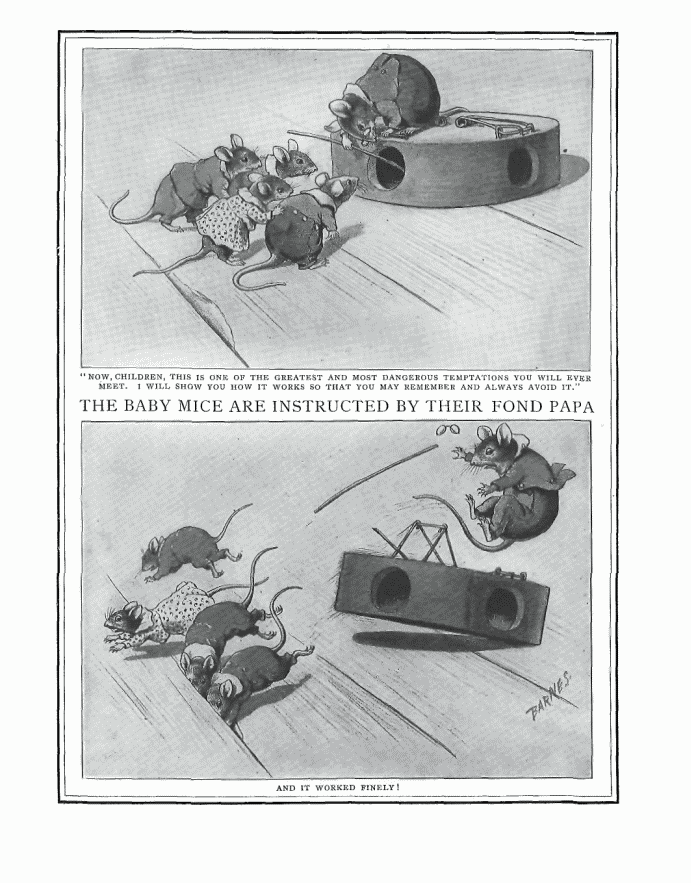 "NOW, CHILDREN, THIS IS ONE OF THE GREATEST AND MOST DANGEROUS TEMPTATIONS YOU WILL EVER
MEET. I WILL SHOW YOU HOW IT WORKS SO THAT YOU MAY REMEMBER AND ALWAYS AVOID IT."
THE BABY MICE ARE INSTRUCTED BY THEIR FOND PAPA
BARNES
AND IT WORKED FINELY!